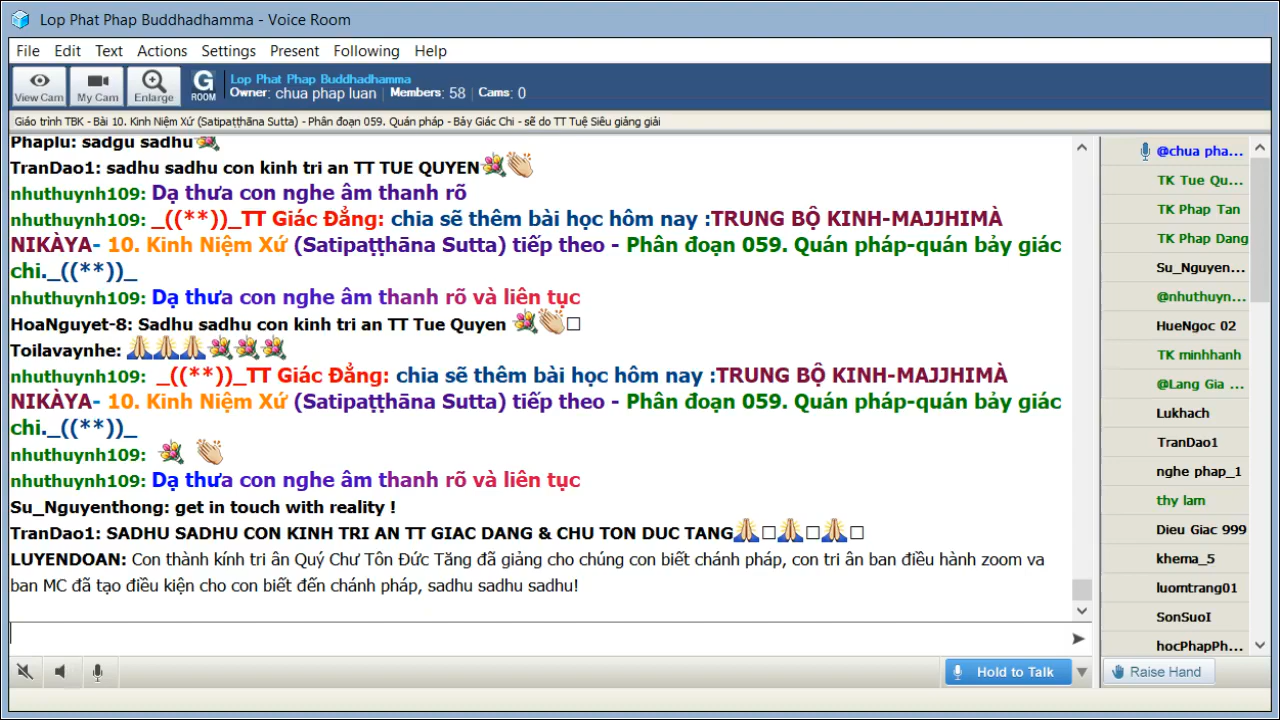 Lop Phat Phap Buddhadhamma - Voice Room
File Edit Text Actions Settings Present Following Help
View Cam My Cam Enlarge G ROOM
Lop Phat Phap Buddhadhamma
Owner: chua phap luan | Members: 58 | Cams: 0
Giáo trình TBK - Bài 10. Kinh Niệm Xứ (Satipaṭṭhāna Sutta) - Phân đoạn 059. Quán pháp - Bảy Giác Chi - sẽ do TT Tuệ Siêu giảng giải
Phaplu: sadgu sadhu
TranDao1: sadhu sadhu con kinh tri an TT TUE QUYEN
nhuthuynh109: Dạ thưa con nghe âm thanh rõ
nhuthuynh109: _((**))_TT Giác Đẳng: chia sẽ thêm bài học hôm nay :TRUNG BỘ KINH-MAJJHIMÀ
NIKÀYA- 10. Kinh Niệm Xứ (Satipaṭṭhāna Sutta) tiếp theo - Phân đoạn 059. Quán pháp-quán bảy giác
chi._((**))_
nhuthuynh109: Dạ thưa con nghe âm thanh rõ và liên tục
HoaNguyet-8: Sadhu sadhu con kinh tri an TT Tue Quyen 💐👏□
Toilavaynhe: 🙏🙏🙏💐💐💐
nhuthuynh109: _((**))_TT Giác Đẳng: chia sẽ thêm bài học hôm nay :TRUNG BỘ KINH-MAJJHIMÀ
NIKÀYA- 10. Kinh Niệm Xứ (Satipaṭṭhāna Sutta) tiếp theo - Phân đoạn 059. Quán pháp-quán bảy giác
chi._((**))_
nhuthuynh109: 💐 👏
nhuthuynh109: Dạ thưa con nghe âm thanh rõ và liên tục
Su_Nguyenthong: get in touch with reality !
TranDao1: SADHU SADHU CON KINH TRI AN TT GIAC DANG & CHU TON DUC TANG🙏□🙏□🙏□
LUYENDOAN: Con thành kính tri ân Quý Chư Tôn Đức Tăng đã giảng cho chúng con biết chánh pháp, con tri ân ban điều hành zoom va
ban MC đã tạo điều kiện cho con biết đến chánh pháp, sadhu sadhu sadhu!
@chua pha...
TK Tue Qu...
TK Phap Tan
TK Phap Dang
Su_Nguyen...
@nhuthuyn...
HueNgoc 02
TK minhhanh
@Lang Gia ...
Lukhach
TranDao1
nghe phap_1
thy lam
Dieu Giac 999
khema_5
luomtrang01
SonSuoI
hocPhapPh...
Hold to Talk
Raise Hand